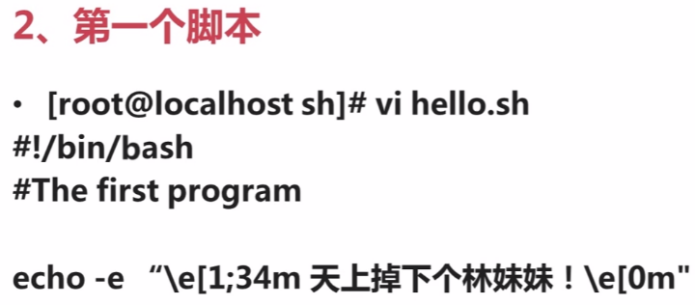 2、第一个脚本
• [root@localhost sh]# vi hello.sh
#!/bin/bash
#The first program
echo -e “\e[1;34m 天上掉下个林妹妹！\e[0m"